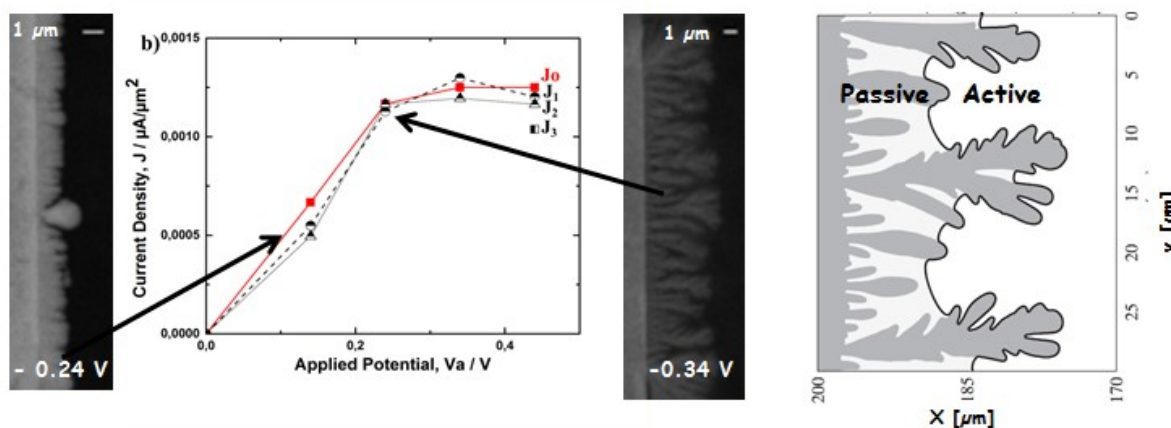 1 µm
- 0.24 V
b)
Current Density, J / µA/µm²
0,0015
0,0010
0,0005
0,0000
0,0
0,2
0,4
Applied Potential, Va / V
Jo
J₁
J₂
J₃
1 µm
-0.34 V
Passive
Active
0
5
10
15
20
25
Y [µm]
200
185
170
X [µm]